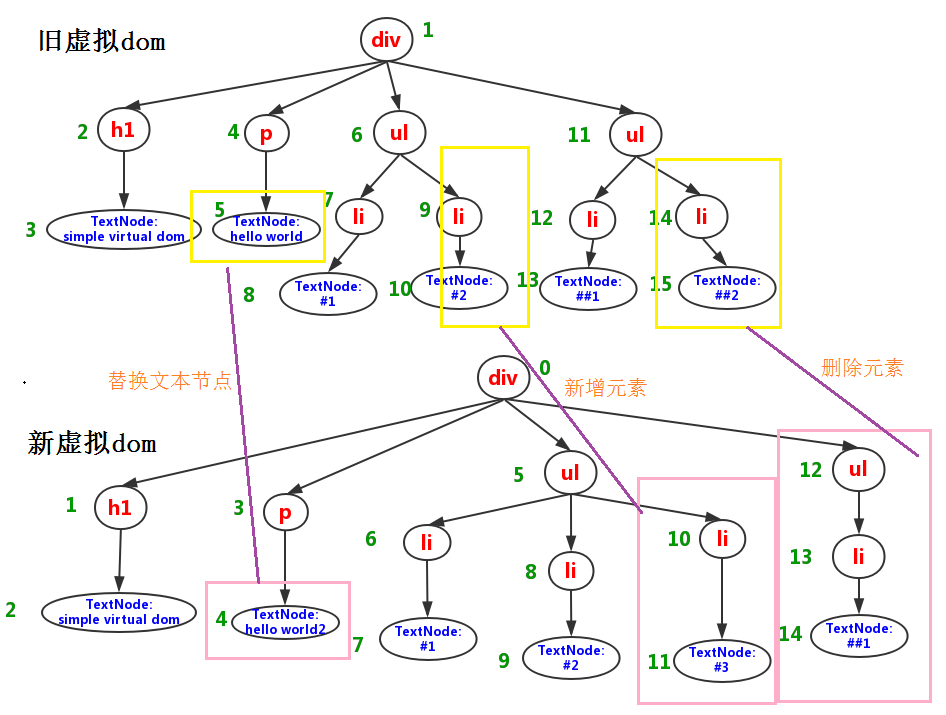 旧虚拟dom
div 1
2 h1
4 p
6 ul
11 ul
3 TextNode:
simple virtual dom
5 TextNode:
hello world
7 li
9 li
12 li
14 li
8 TextNode:
#1
10 TextNode:
#2
13 TextNode:
##1
15 TextNode:
##2
替换文本节点
新增元素
删除元素
新虚拟dom
div 0
1 h1
3 p
5 ul
12 ul
2 TextNode:
simple virtual dom
4 TextNode:
hello world2
6 li
8 li
10 li
13 li
7 TextNode:
#1
9 TextNode:
#2
11 TextNode:
#3
14 TextNode:
##1